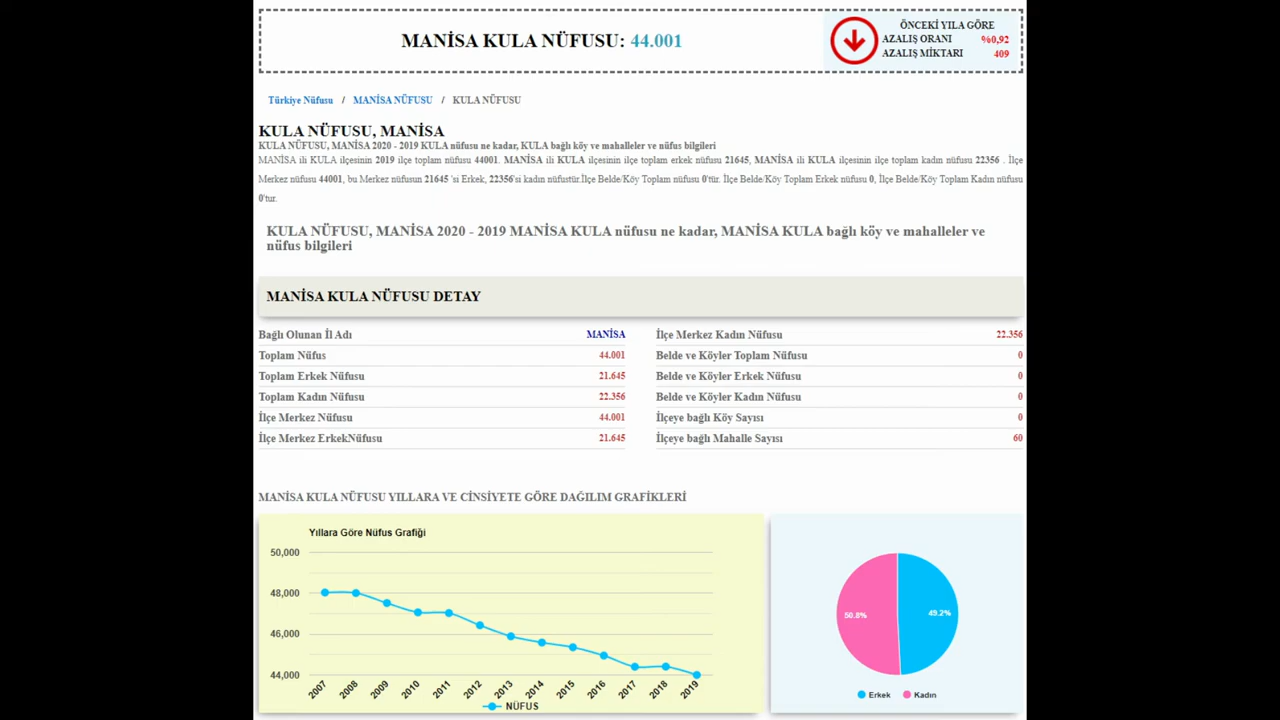 MANİSA KULA NÜFUSU: 44.001
ÖNCEKİ YILA GÖRE
AZALIŞ ORANI %0,92
AZALIŞ MİKTARI 409
Türkiye Nüfusu / MANİSA NÜFUSU / KULA NÜFUSU
KULA NÜFUSU, MANİSA
KULA NÜFUSU, MANİSA 2020 - 2019 KULA nüfusu ne kadar, KULA bağlı köy ve mahalleler ve nüfus bilgileri
MANİSA ili KULA ilçesinin 2019 ilçe toplam nüfusu 44001. MANİSA ili KULA ilçesinin ilçe toplam erkek nüfusu 21645, MANİSA ili KULA ilçesinin ilçe toplam kadın nüfusu 22356 . İlçe
Merkez nüfusu 44001, bu Merkez nüfusun 21645 'si Erkek, 22356'si kadın nüfustür.İlçe Belde/Köy Toplam nüfusu 0'tür. İlçe Belde/Köy Toplam Erkek nüfusu 0, İlçe Belde/Köy Toplam Kadın nüfusu
0'tur.
KULA NÜFUSU, MANİSA 2020 - 2019 MANİSA KULA nüfusu ne kadar, MANİSA KULA bağlı köy ve mahalleler ve
nüfus bilgileri
MANİSA KULA NÜFUSU DETAY
Bağlı Olunan İl Adı MANİSA
Toplam Nüfus 44.001
Toplam Erkek Nüfusu 21.645
Toplam Kadın Nüfusu 22.356
İlçe Merkez Nüfusu 44.001
İlçe Merkez ErkekNüfusu 21.645
İlçe Merkez Kadın Nüfusu 22.356
Belde ve Köyler Toplam Nüfusu 0
Belde ve Köyler Erkek Nüfusu 0
Belde ve Köyler Kadın Nüfusu 0
İlçeye bağlı Köy Sayısı 0
İlçeye bağlı Mahalle Sayısı 60
MANİSA KULA NÜFUSU YILLARA VE CİNSİYETE GÖRE DAĞILIM GRAFİKLERİ
Yıllara Göre Nüfus Grafiği
50,000
48,000
46,000
44,000
2007 2008 2009 2010 2011 2012 2013 2014 2015 2016 2017 2018 2019
NÜFUS
50.8% 49.2%
Erkek Kadın